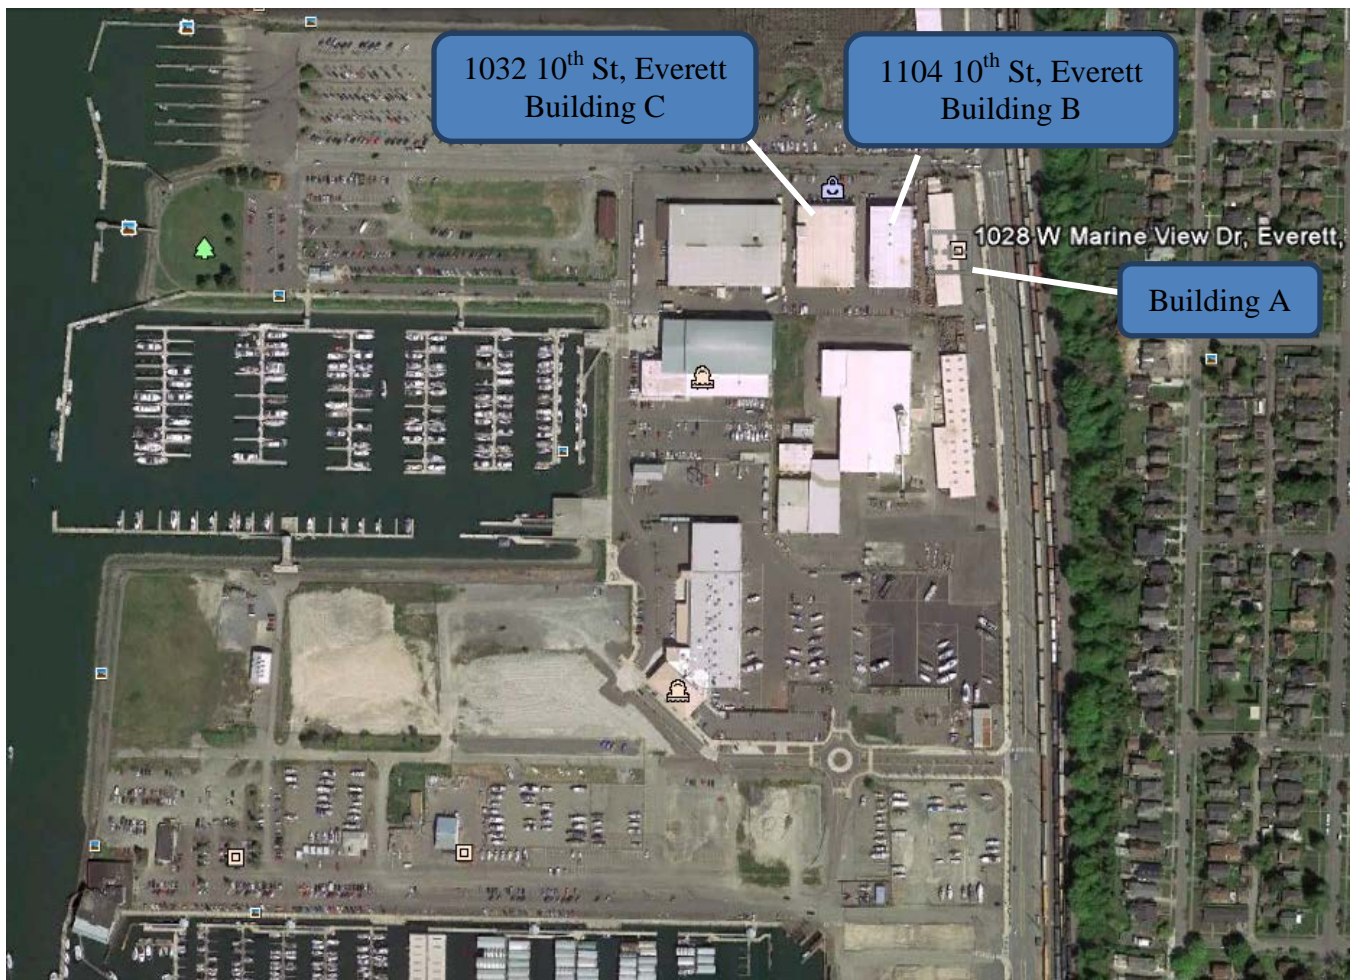 1032 10th St, Everett
Building C
1104 10th St, Everett
Building B
1028 W Marine View Dr, Everett,
Building A